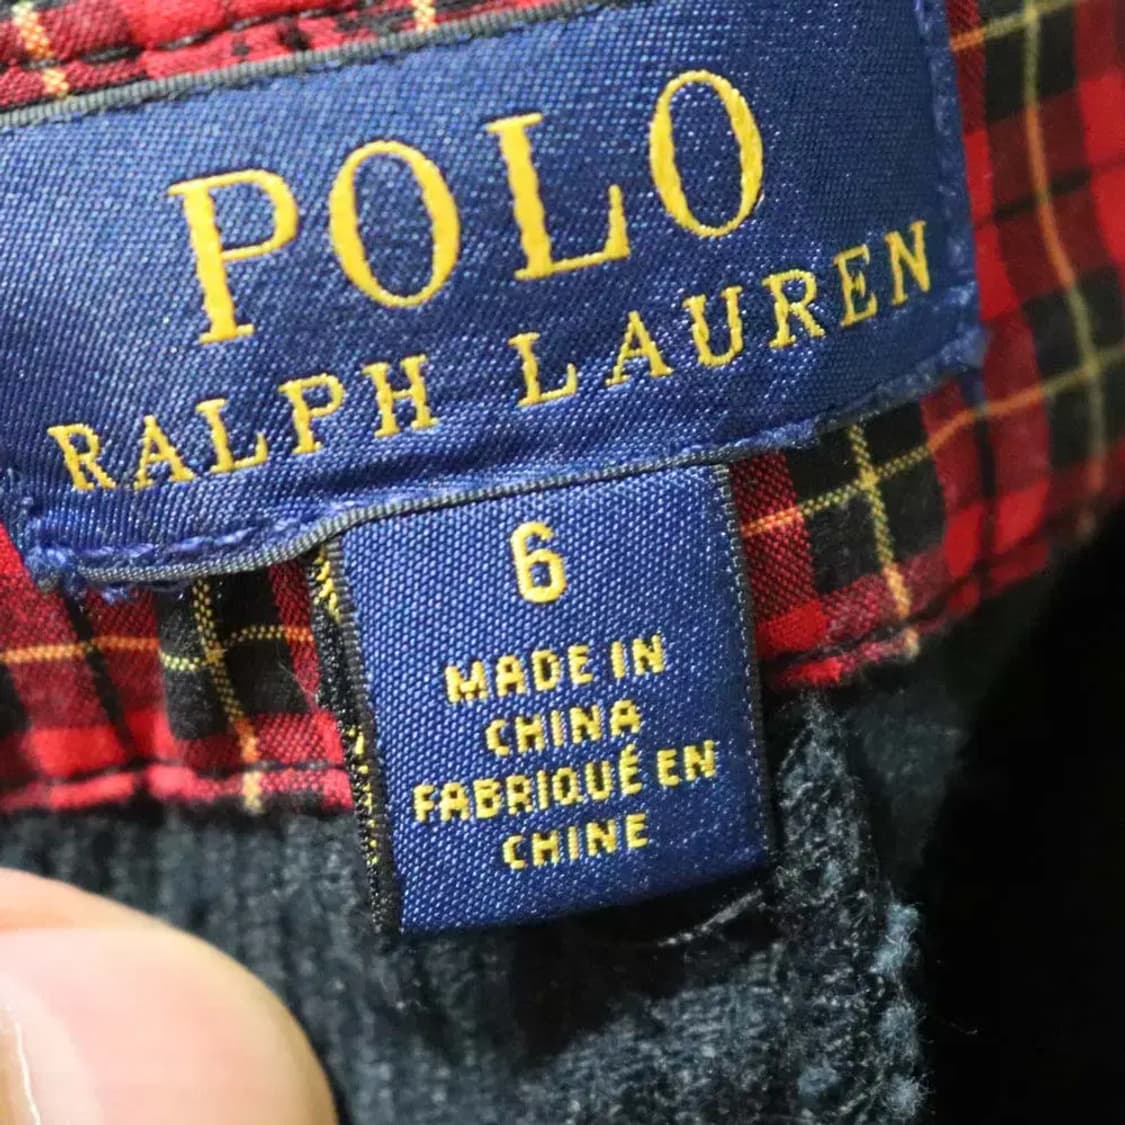 POLO
RALPH LAUREN
6
MADE IN
CHINA
FABRIQUÉ EN
CHINE